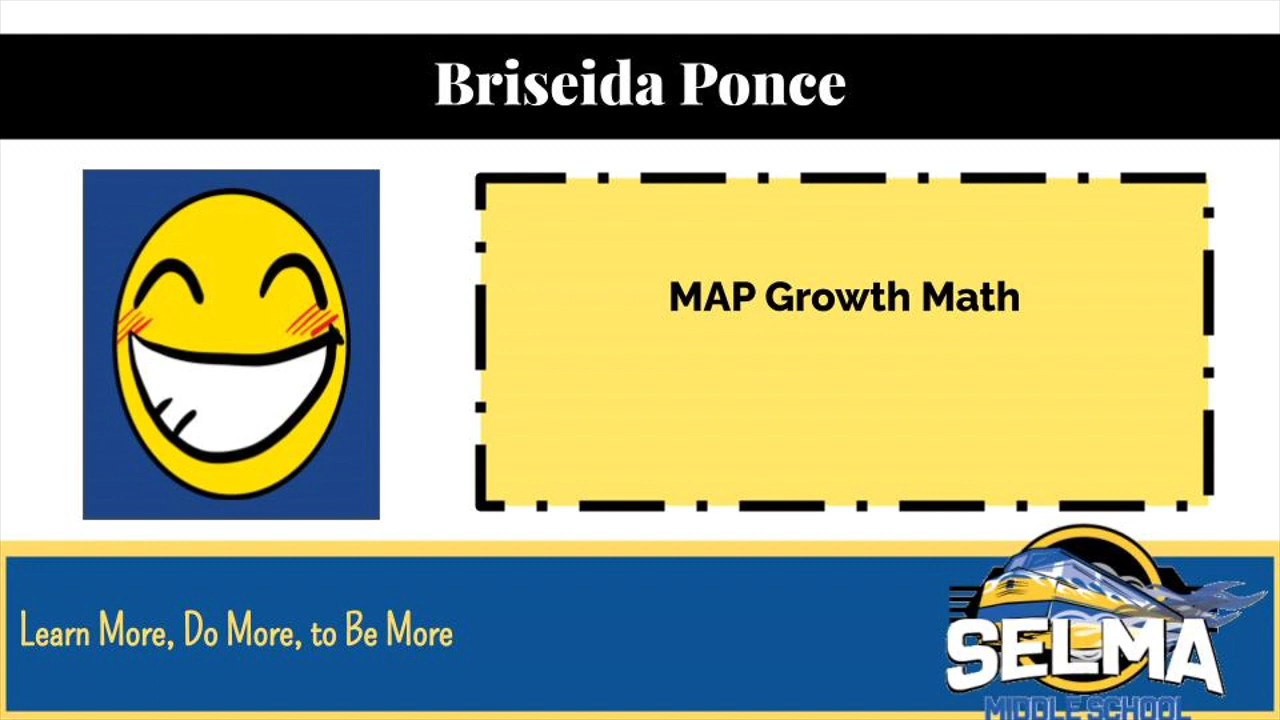 Briseida Ponce
MAP Growth Math
Learn More, Do More, to Be More
SELMA
MIDDLE SCHOOL